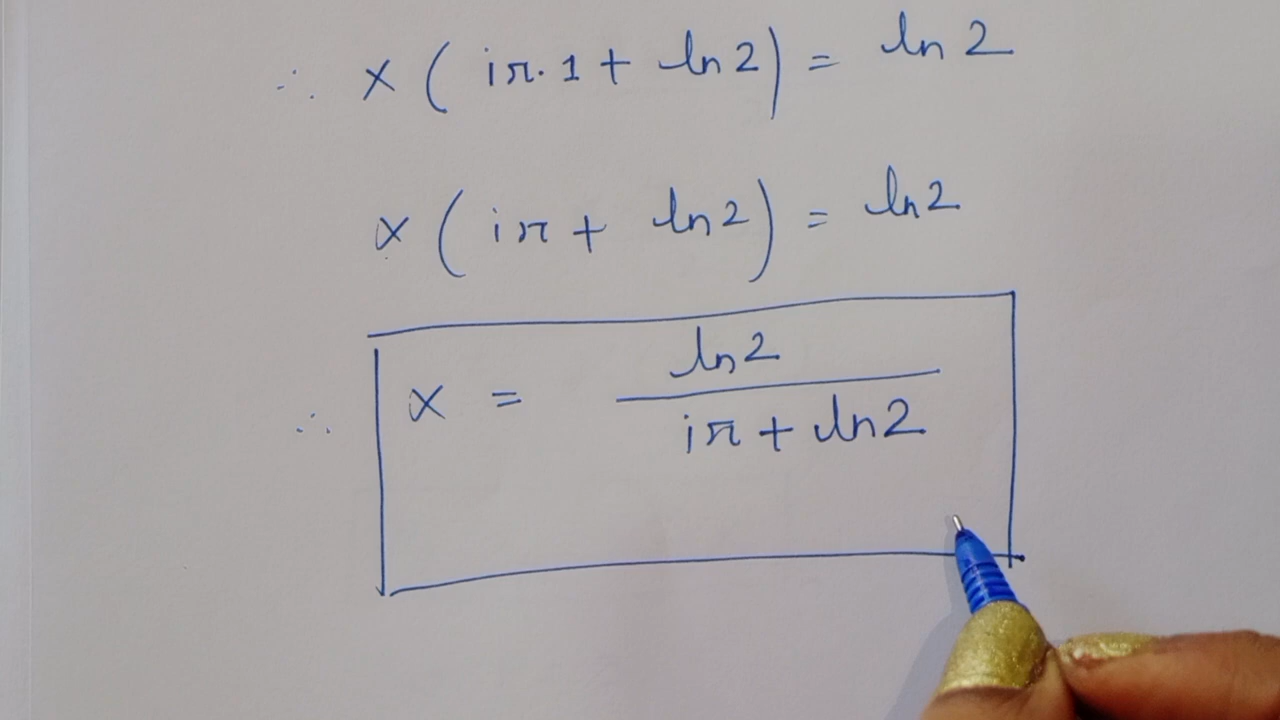 ∴ x ( iπ·1 + ln 2 ) = ln 2
x ( iπ + ln 2 ) = ln 2
∴ x = ln 2 / iπ + ln 2